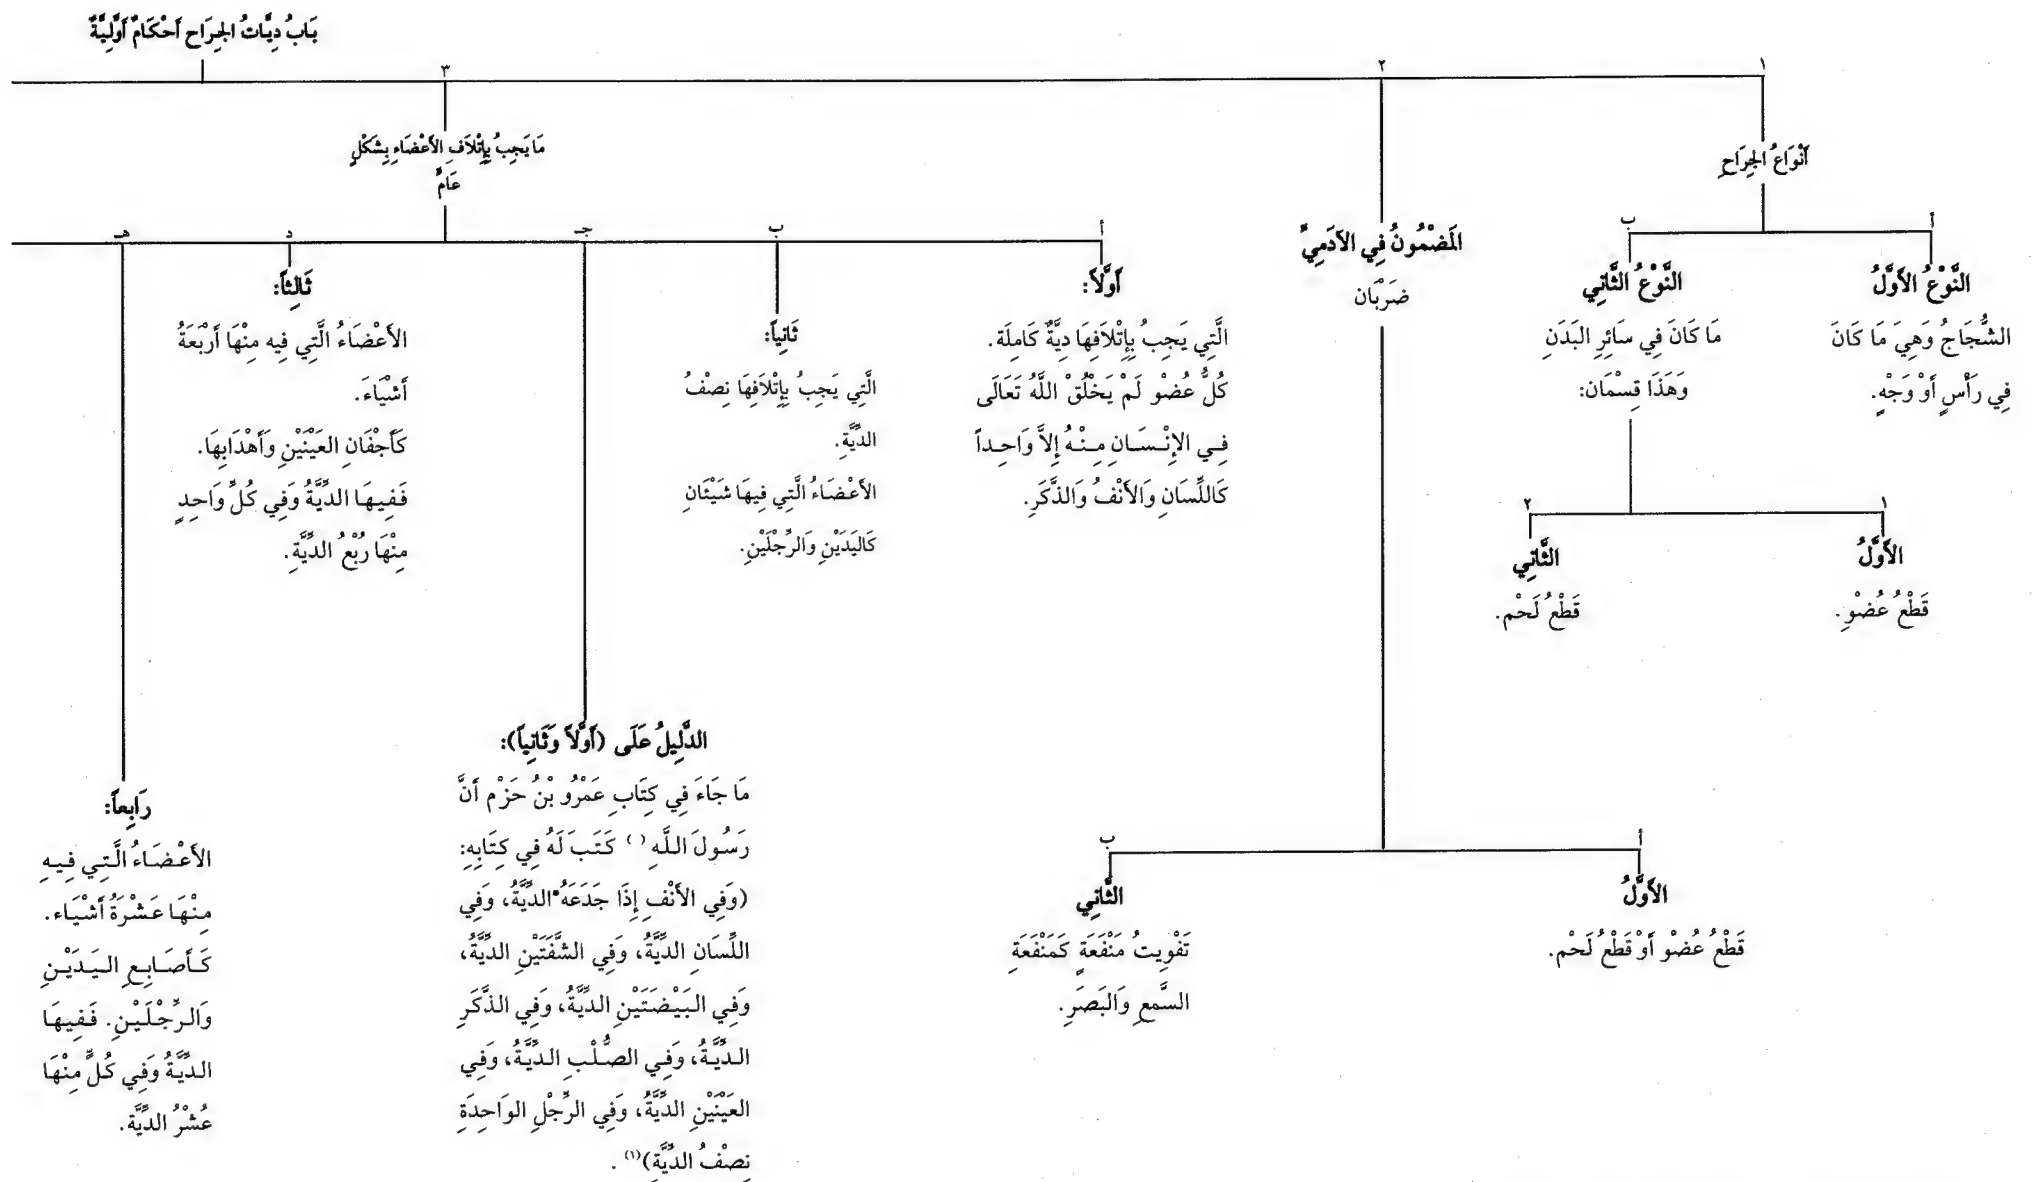 بَابُ دِيَّاتُ الجِرَاحِ أَحْكَامٌ أَوَّلِيَّةٌ
١
أَنْوَاعُ الجِرَاحِ
أ
النَّوْعُ الأَوَّلُ
الشُّجَاجُ وَهِيَ مَا كَانَ
فِي رَأْسٍ أَوْ وَجْهٍ.
ب
النَّوْعُ الثَّانِي
مَا كَانَ فِي سَائِرِ البَدَنِ
وَهَذَا قِسْمَان:
١
الأَوَّلُ
قَطْعُ عُضْوٍ.
٢
الثَّانِي
قَطْعُ لَحْم.
٢
المَضْمُونُ فِي الآدَمِيِّ
ضَرْبَان
أ
الأَوَّلُ
قَطْعُ عُضْو أَوْ قَطْعُ لَحْم.
ب
الثَّانِي
تَفْوِيتُ مَنْفَعَةٍ كَمَنْفَعَةِ
السَّمعِ وَالبَصَرِ.
٣
مَا يَجِبُ بِإِتْلاَفِ الأَعْضَاءِ بِشَكْلٍ
عَامٍّ
أ
أَوَّلاً:
الَّتِي يَجِبُ بِإِتْلاَفِهَا دِيَّةٌ كَامِلَة.
كُلُّ عُضْو لَمْ يَخْلُقْ اللَّهُ تَعَالَى
فِي الإِنْسَانِ مِنْهُ إِلاَّ وَاحِداً
كَاللِّسَانِ وَالأَنْفُ وَالذَّكَرِ.
ب
ثَانِياً:
الَّتِي يَجِبُ بِإِتْلاَفِهَا نِصْفُ
الدِّيَّةِ.
الأَعْضَاءُ الَّتِي فِيهَا شَيْئَان
كَاليَدَيْنِ وَالرِّجْلَيْنِ.
جـ
الدَّلِيلُ عَلَى (أَوَّلاً وَثَانِياً):
مَا جَاءَ فِي كِتَابِ عَمْرُو بْنُ حَزْم أَنَّ
رَسُولَ اللَّهِ ( ) كَتَبَ لَهُ فِي كِتَابِهِ:
(وَفِي الأَنْفِ إِذَا جَدَعَهُ الدِّيَّةُ، وَفِي
اللِّسَانِ الدِّيَّةُ، وَفِي الشَّفَتَيْنِ الدِّيَّةُ،
وَفِي البَيْضَتَيْنِ الدِّيَّةُ، وَفِي الذَّكَرِ
الدِّيَّةُ، وَفِي الصُّلْبِ الدِّيَّةُ، وَفِي
العَيْنَيْنِ الدِّيَّةُ، وَفِي الرِّجْلِ الوَاحِدَةِ
نِصْفُ الدِّيَّةِ)(١).
د
ثَالِثاً:
الأَعْضَاءُ الَّتِي فِيه مِنْهَا أَرْبَعَةُ
أَشْيَاءَ.
كَأَجْفَانِ العَيْنَيْنِ وَأَهْدَابِهَا.
فَفِيهَا الدِّيَّةُ وَفِي كُلِّ وَاحِدٍ
مِنْهَا رُبْعُ الدِّيَّةِ.
هـ
رَابِعاً:
الأَعْضَاءُ الَّتِي فِيهِ
مِنْهَا عَشْرَةُ أَشْيَاء.
كَأَصَابِعِ اليَدَيْنِ
وَالرِّجْلَيْنِ. فَفِيهَا
الدِّيَّةُ وَفِي كُلٍّ مِنْهَا
عُشْرُ الدِّيَّة.